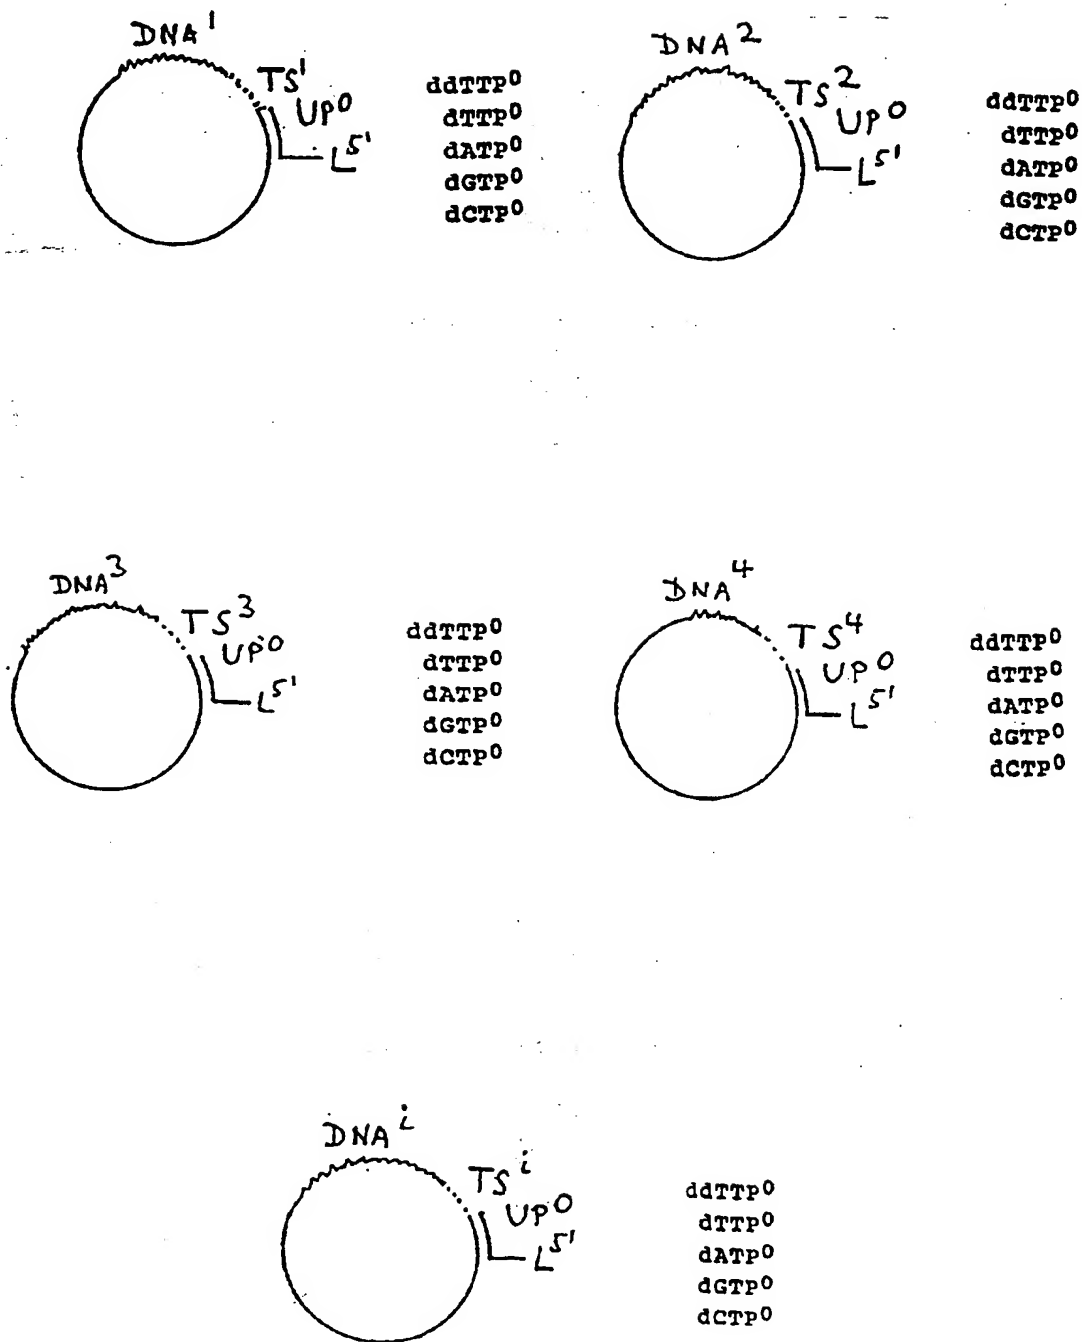 DNA¹
TS¹
UP⁰
L⁵'
ddTTP⁰
dTTP⁰
dATP⁰
dGTP⁰
dCTP⁰
DNA²
TS²
UP⁰
L⁵'
ddTTP⁰
dTTP⁰
dATP⁰
dGTP⁰
dCTP⁰
DNA³
TS³
UP⁰
L⁵'
ddTTP⁰
dTTP⁰
dATP⁰
dGTP⁰
dCTP⁰
DNA⁴
TS⁴
UP⁰
L⁵'
ddTTP⁰
dTTP⁰
dATP⁰
dGTP⁰
dCTP⁰
DNAⁱ
TSⁱ
UP⁰
L⁵'
ddTTP⁰
dTTP⁰
dATP⁰
dGTP⁰
dCTP⁰